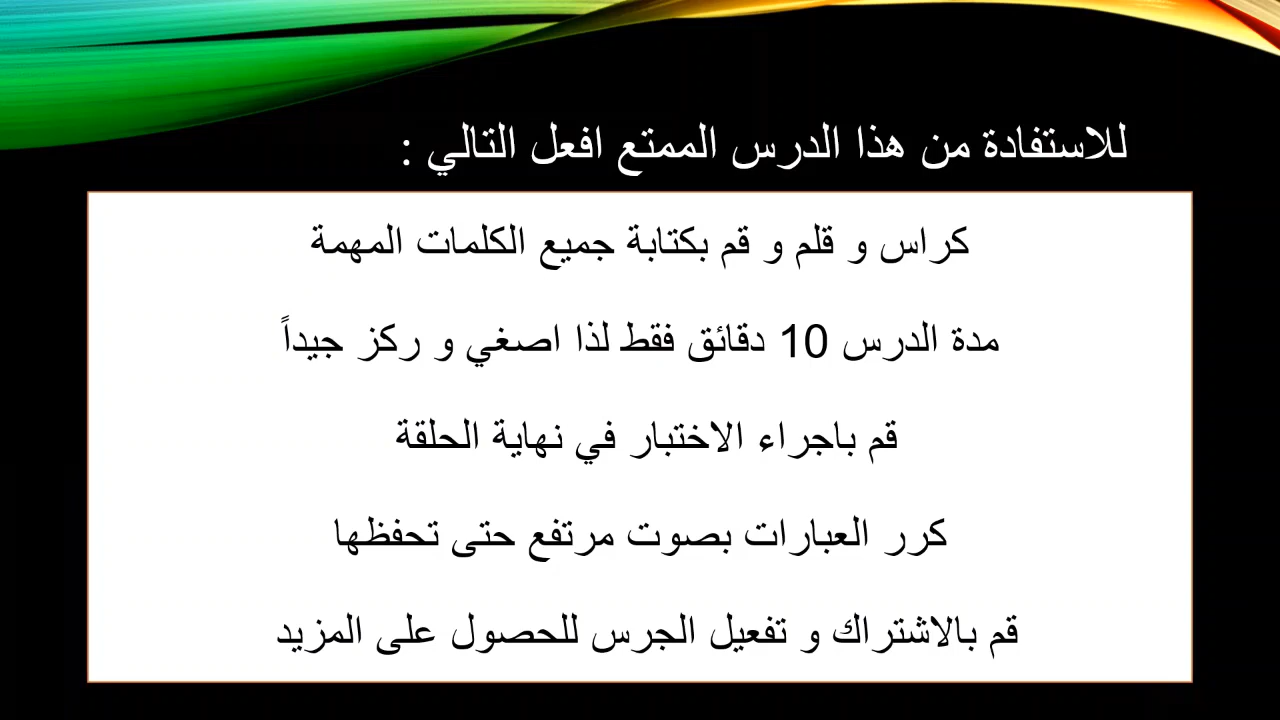 للاستفادة من هذا الدرس الممتع افعل التالي :
كراس و قلم و قم بكتابة جميع الكلمات المهمة
مدة الدرس 10 دقائق فقط لذا اصغي و ركز جيداً
قم باجراء الاختبار في نهاية الحلقة
كرر العبارات بصوت مرتفع حتى تحفظها
قم بالاشتراك و تفعيل الجرس للحصول على المزيد